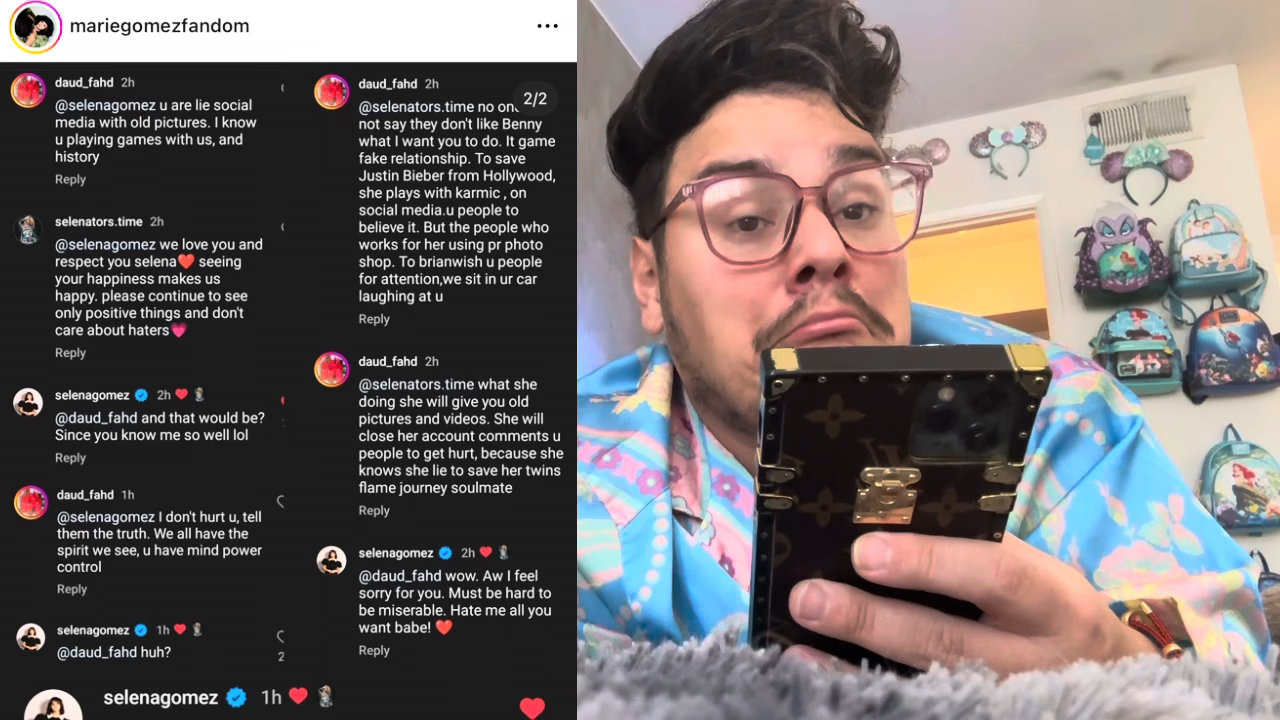 mariegomezfandom
daud_fahd 2h
@selenagomez u are lie social
media with old pictures. I know
u playing games with us, and
history
Reply
selenators.time 2h
@selenagomez we love you and
respect you selena❤️ seeing
your happiness makes us
happy. please continue to see
only positive things and don't
care about haters💗
Reply
selenagomez 2h
@daud_fahd and that would be?
Since you know me so well lol
Reply
daud_fahd 1h
@selenagomez I don't hurt u, tell
them the truth. We all have the
spirit we see, u have mind power
control
Reply
selenagomez 1h
@daud_fahd huh?
2
daud_fahd 2h
2/2
@selenators.time no
not say they don't like Benny
what I want you to do. It game
fake relationship. To save
Justin Bieber from Hollywood,
she plays with karmic , on
social media.u people to
believe it. But the people who
works for her using pr photo
shop. To brianwish u people
for attention,we sit in ur car
laughing at u
Reply
daud_fahd 2h
@selenators.time what she
doing she will give you old
pictures and videos. She will
close her account comments u
people to get hurt, because she
knows she lie to save her twins
flame journey soulmate
Reply
selenagomez 2h
@daud_fahd wow. Aw I feel
sorry for you. Must be hard to
be miserable. Hate me all you
want babe! ❤️
Reply
selenagomez 1h
LV